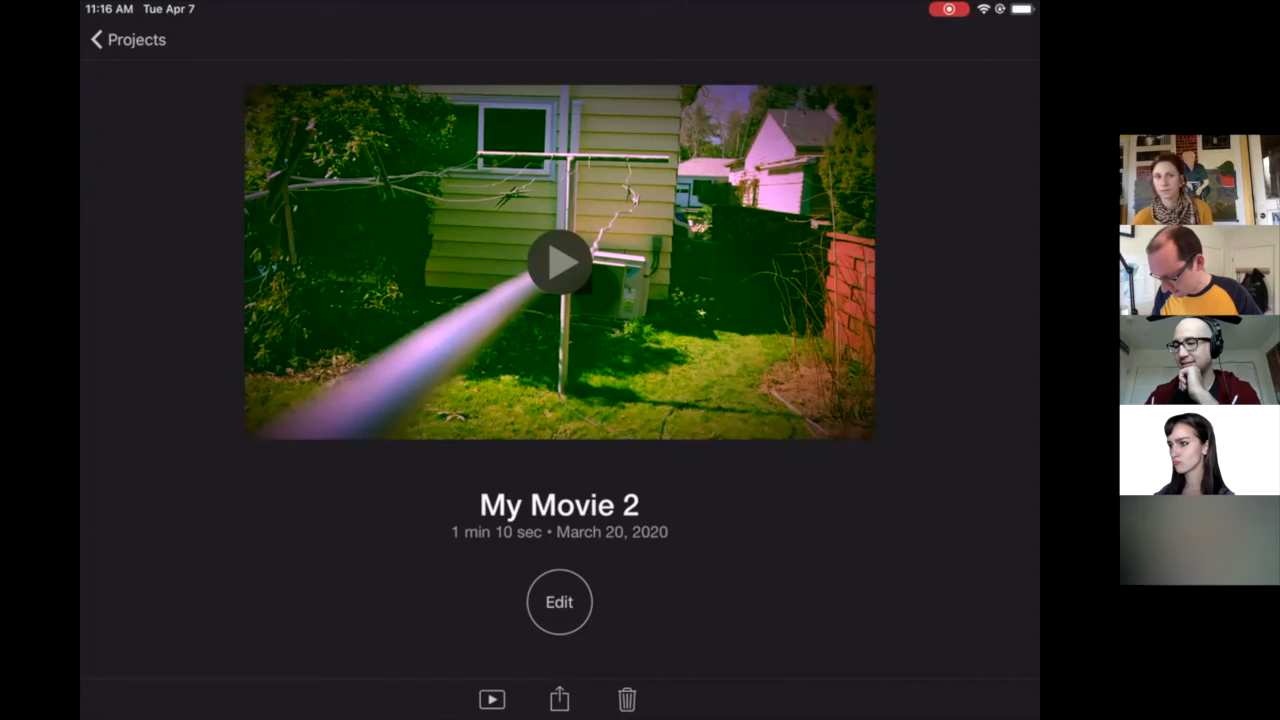 11:16 AM Tue Apr 7
Projects
My Movie 2
1 min 10 sec • March 20, 2020
Edit